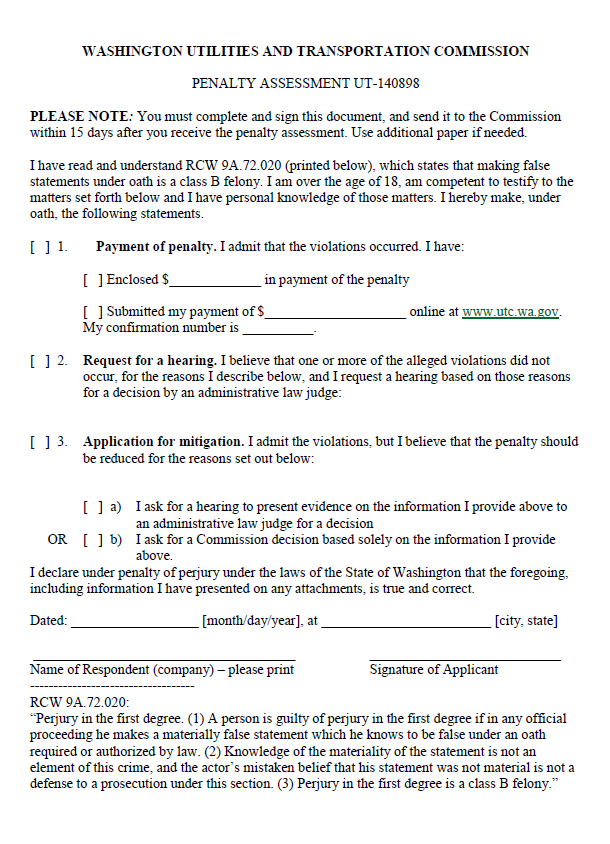 WASHINGTON UTILITIES AND TRANSPORTATION COMMISSION
PENALTY ASSESSMENT UT-140898
PLEASE NOTE: You must complete and sign this document, and send it to the Commission
within 15 days after you receive the penalty assessment. Use additional paper if needed.
I have read and understand RCW 9A.72.020 (printed below), which states that making false
statements under oath is a class B felony. I am over the age of 18, am competent to testify to the
matters set forth below and I have personal knowledge of those matters. I hereby make, under
oath, the following statements.
[ ] 1. Payment of penalty. I admit that the violations occurred. I have:
[ ] Enclosed $______________ in payment of the penalty
[ ] Submitted my payment of $_____________________ online at www.utc.wa.gov.
My confirmation number is ___________.
[ ] 2. Request for a hearing. I believe that one or more of the alleged violations did not
occur, for the reasons I describe below, and I request a hearing based on those reasons
for a decision by an administrative law judge:
[ ] 3. Application for mitigation. I admit the violations, but I believe that the penalty should
be reduced for the reasons set out below:
[ ] a) I ask for a hearing to present evidence on the information I provide above to
an administrative law judge for a decision
OR [ ] b) I ask for a Commission decision based solely on the information I provide
above.
I declare under penalty of perjury under the laws of the State of Washington that the foregoing,
including information I have presented on any attachments, is true and correct.
Dated: ___________________ [month/day/year], at _________________________ [city, state]
_______________________________________ ____________________________
Name of Respondent (company) – please print Signature of Applicant
-----------------------------------
RCW 9A.72.020:
“Perjury in the first degree. (1) A person is guilty of perjury in the first degree if in any official
proceeding he makes a materially false statement which he knows to be false under an oath
required or authorized by law. (2) Knowledge of the materiality of the statement is not an
element of this crime, and the actor’s mistaken belief that his statement was not material is not a
defense to a prosecution under this section. (3) Perjury in the first degree is a class B felony.”